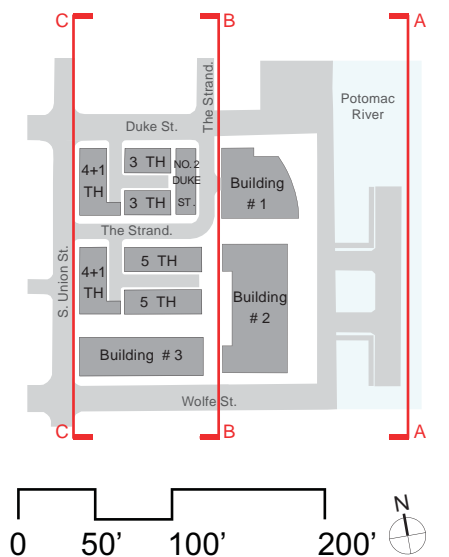 C B A
The Strand.
Potomac
River
Duke St.
4+1
TH
3 TH
3 TH
NO. 2
DUKE
ST.
Building
# 1
The Strand.
S. Union St.
4+1
TH
5 TH
5 TH
Building
# 2
Building # 3
Wolfe St.
C B A
N
0 50’ 100’ 200’